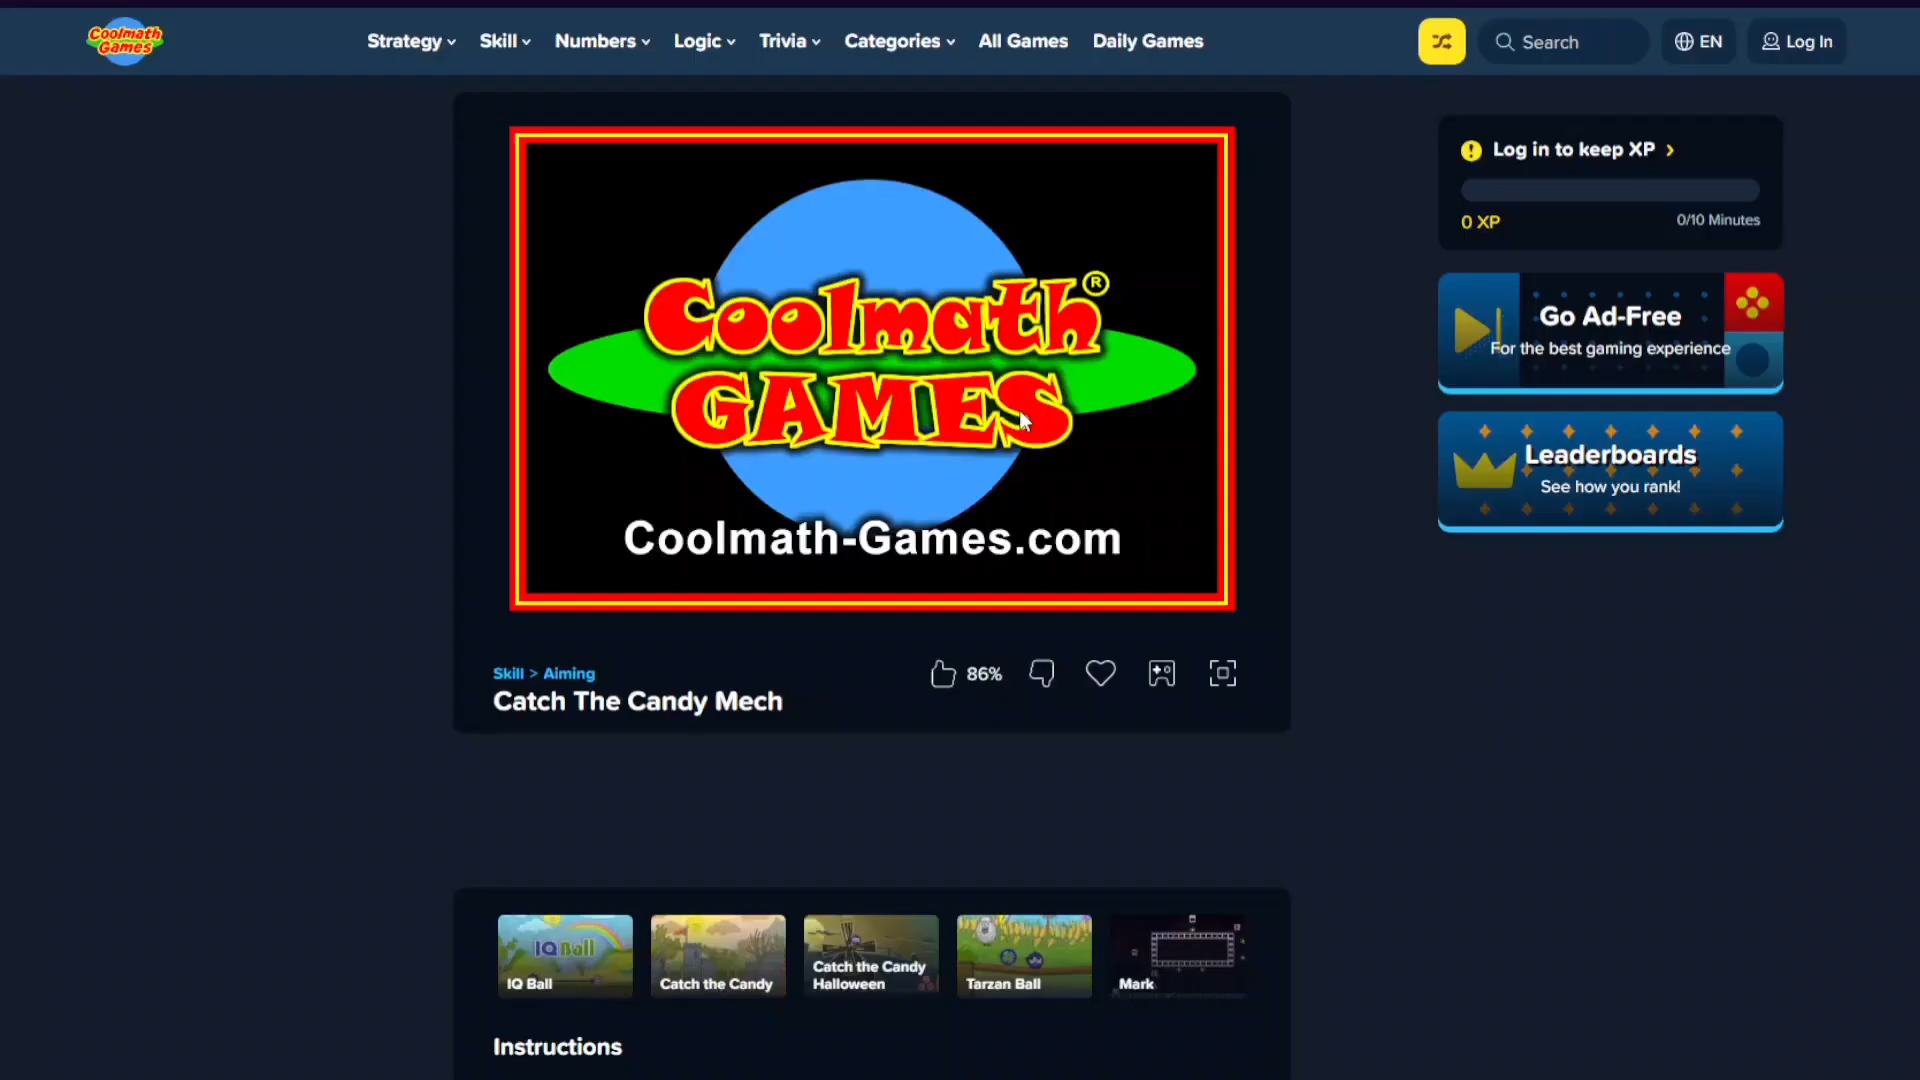 Coolmath
Games
Strategy
Skill
Numbers
Logic
Trivia
Categories
All Games
Daily Games
Search
EN
Log In
Coolmath®
GAMES
Coolmath-Games.com
Log in to keep XP
0 XP
0/10 Minutes
Go Ad-Free
For the best gaming experience
Leaderboards
See how you rank!
Skill > Aiming
86%
Catch The Candy Mech
IQ Ball
IQ Ball
Catch the Candy
Catch the Candy
Halloween
Tarzan Ball
Mark
Instructions